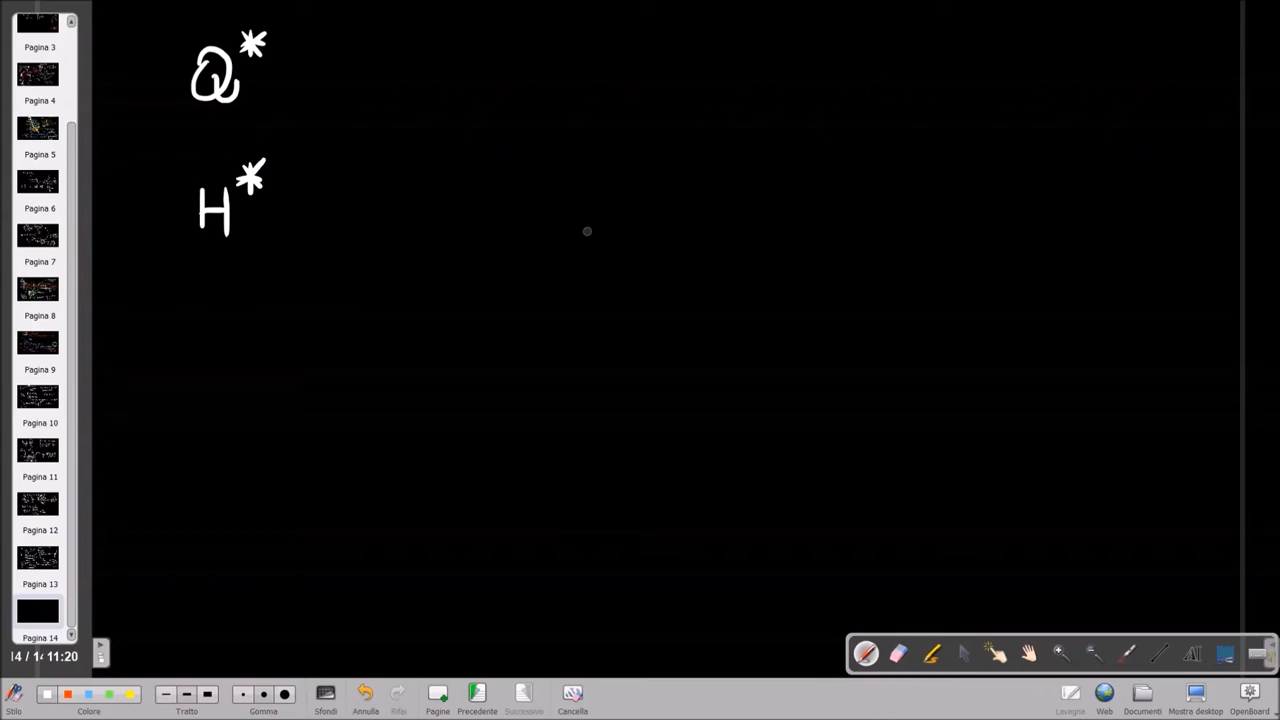 Q*
H*
Pagina 3
Pagina 4
Pagina 5
Pagina 6
Pagina 7
Pagina 8
Pagina 9
Pagina 10
Pagina 11
Pagina 12
Pagina 13
Pagina 14
11:20
Stilo
Colore
Tratto
Gomma
Sfondi
Annulla
Rifai
Pagine
Precedente
Successivo
Cancella
Lavagna
Web
Documenti
Mostra desktop
OpenBoard